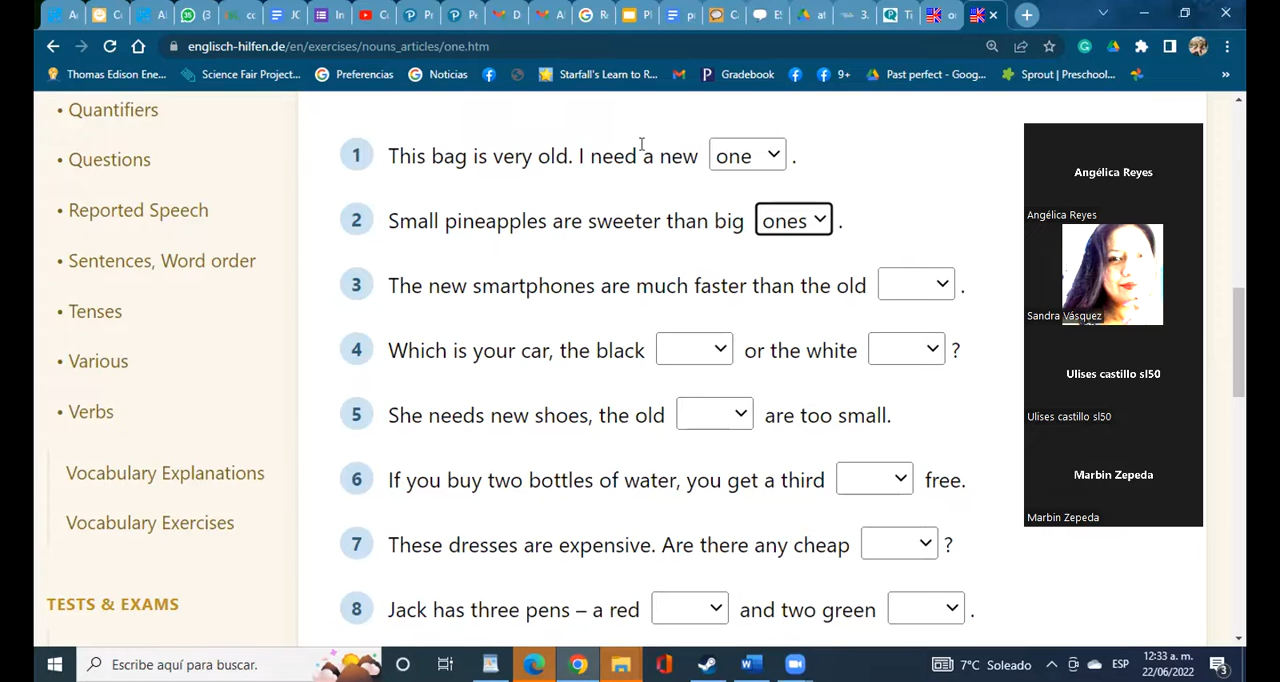 englisch-hilfen.de/en/exercises/nouns_articles/one.htm
Thomas Edison Ene... Science Fair Project... Preferencias Noticias 9+ Starfall's Learn to R... Gradebook Past perfect - Goog... Sprout | Preschool... »
• Quantifiers
• Questions
• Reported Speech
• Sentences, Word order
• Tenses
• Various
• Verbs
Vocabulary Explanations
Vocabulary Exercises
TESTS & EXAMS
1 This bag is very old. I need a new one .
2 Small pineapples are sweeter than big ones .
3 The new smartphones are much faster than the old .
4 Which is your car, the black or the white ?
5 She needs new shoes, the old are too small.
6 If you buy two bottles of water, you get a third free.
7 These dresses are expensive. Are there any cheap ?
8 Jack has three pens – a red and two green .
Angélica Reyes
Angélica Reyes
Sandra Vásquez
Ulises castillo sl50
Ulises castillo sl50
Marbin Zepeda
Marbin Zepeda
Escribe aquí para buscar.
7°C Soleado
ESP
12:33 a. m.
22/06/2022
3